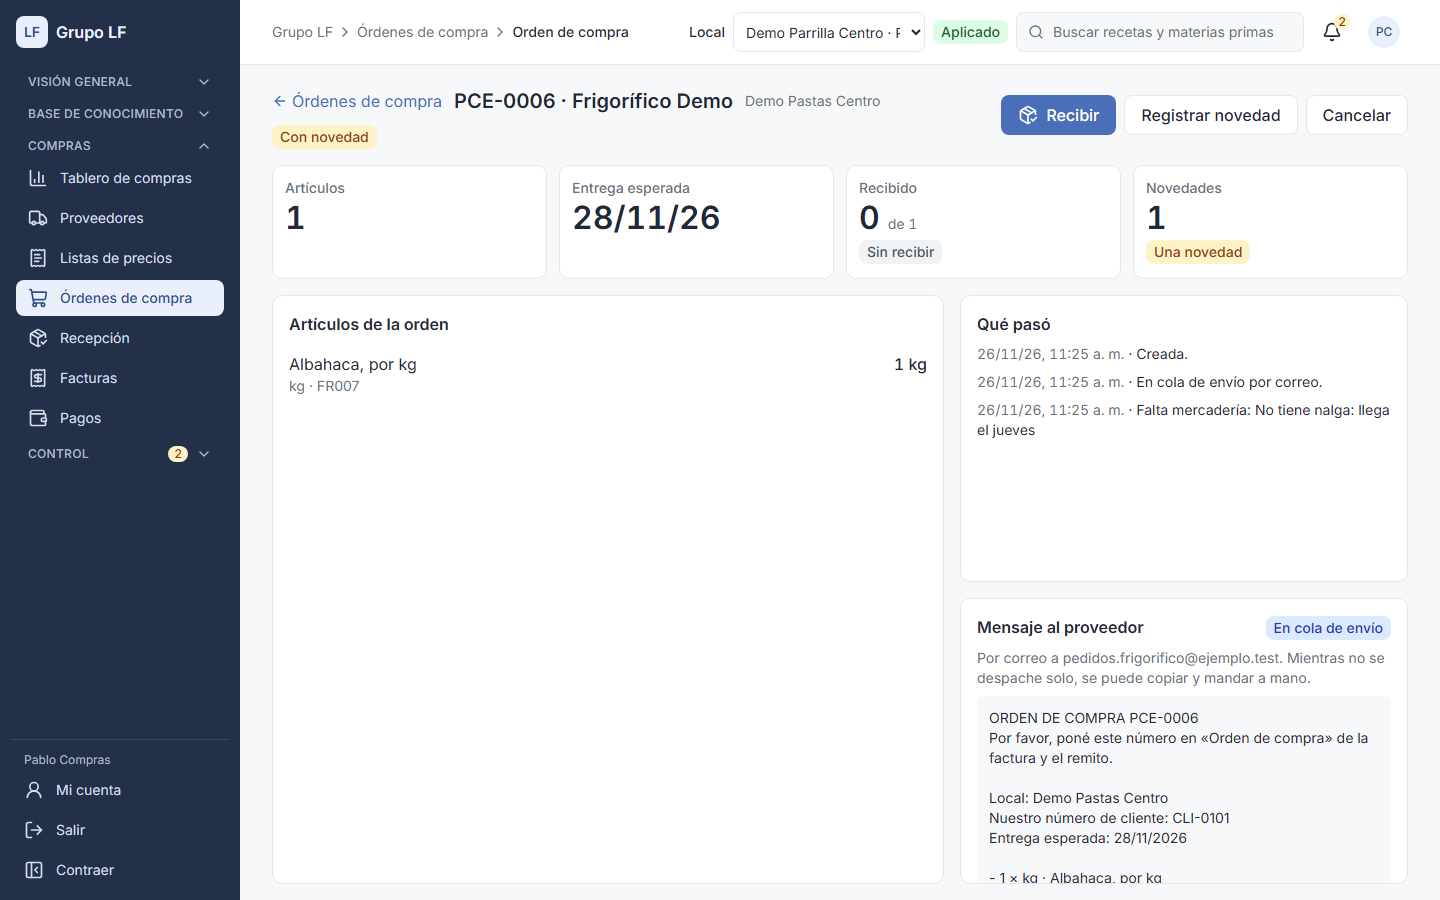 LF Grupo LF
VISIÓN GENERAL
BASE DE CONOCIMIENTO
COMPRAS
Tablero de compras
Proveedores
Listas de precios
Órdenes de compra
Recepción
Facturas
Pagos
CONTROL 2
Pablo Compras
Mi cuenta
Salir
Contraer
Grupo LF > Órdenes de compra > Orden de compra
Local Demo Parrilla Centro · Aplicado
Buscar recetas y materias primas
2
PC
← Órdenes de compra PCE-0006 · Frigorífico Demo Demo Pastas Centro
Con novedad
Recibir
Registrar novedad
Cancelar
Artículos
1
Entrega esperada
28/11/26
Recibido
0 de 1
Sin recibir
Novedades
1
Una novedad
Artículos de la orden
Albahaca, por kg 1 kg
kg · FR007
Qué pasó
26/11/26, 11:25 a. m. · Creada.
26/11/26, 11:25 a. m. · En cola de envío por correo.
26/11/26, 11:25 a. m. · Falta mercadería: No tiene nalga: llega
el jueves
Mensaje al proveedor En cola de envío
Por correo a pedidos.frigorifico@ejemplo.test. Mientras no se
despache solo, se puede copiar y mandar a mano.
ORDEN DE COMPRA PCE-0006
Por favor, poné este número en «Orden de compra» de la
factura y el remito.
Local: Demo Pastas Centro
Nuestro número de cliente: CLI-0101
Entrega esperada: 28/11/2026
- 1 × kg · Albahaca, por kg